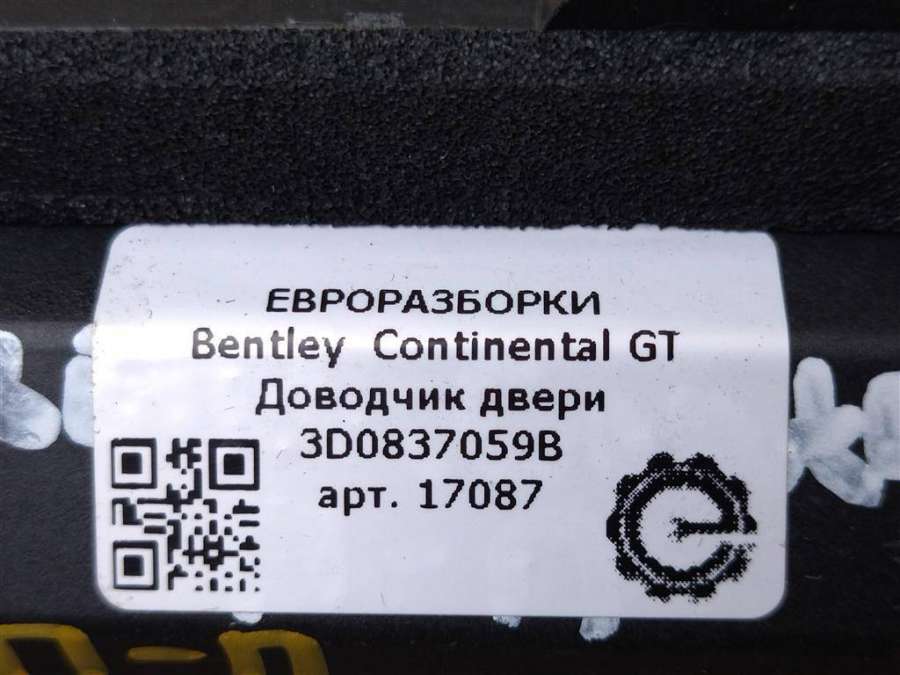 ЕВРОРАЗБОРКИ
Bentley Continental GT
Доводчик двери
3D0837059B
арт. 17087